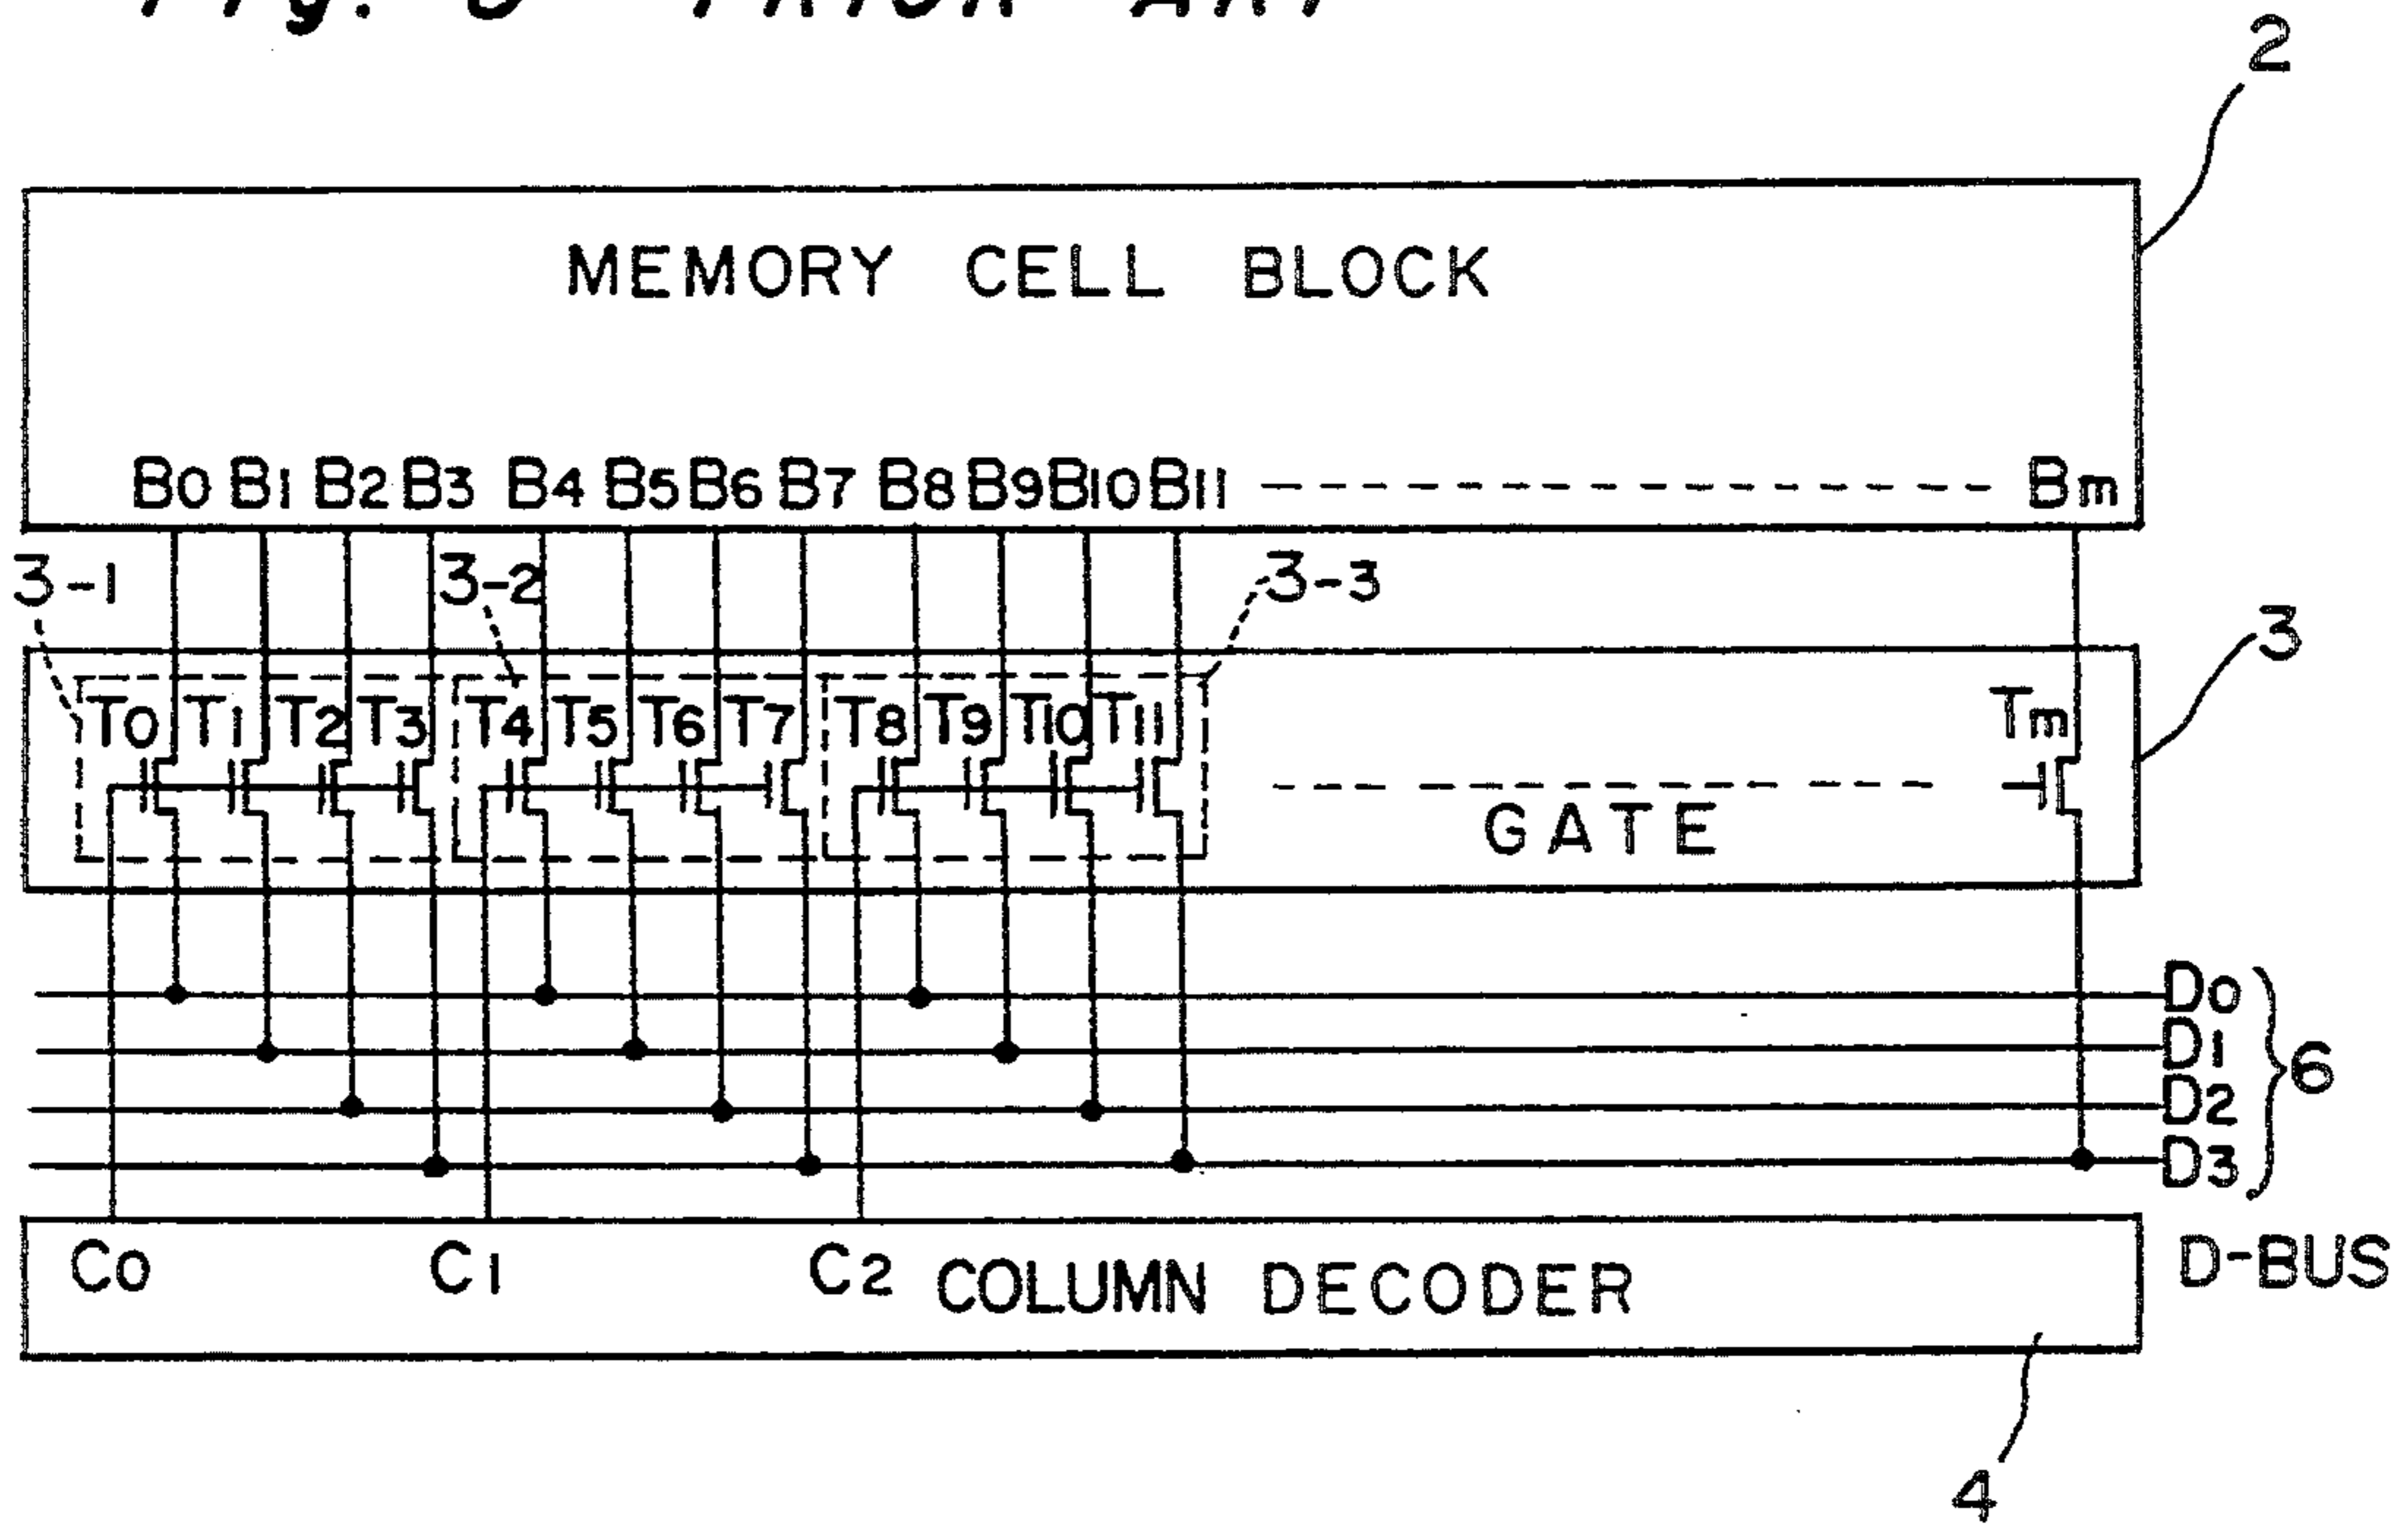 PRIOR ART
2
MEMORY CELL BLOCK
B0 B1 B2 B3 B4 B5 B6 B7 B8 B9 B10 B11 Bm
3-1 3-2 3-3
3
T0 T1 T2 T3 T4 T5 T6 T7 T8 T9 T10 T11 Tm
GATE
D0
D1
D2
D3
6
C0 C1 C2 COLUMN DECODER
D-BUS
4